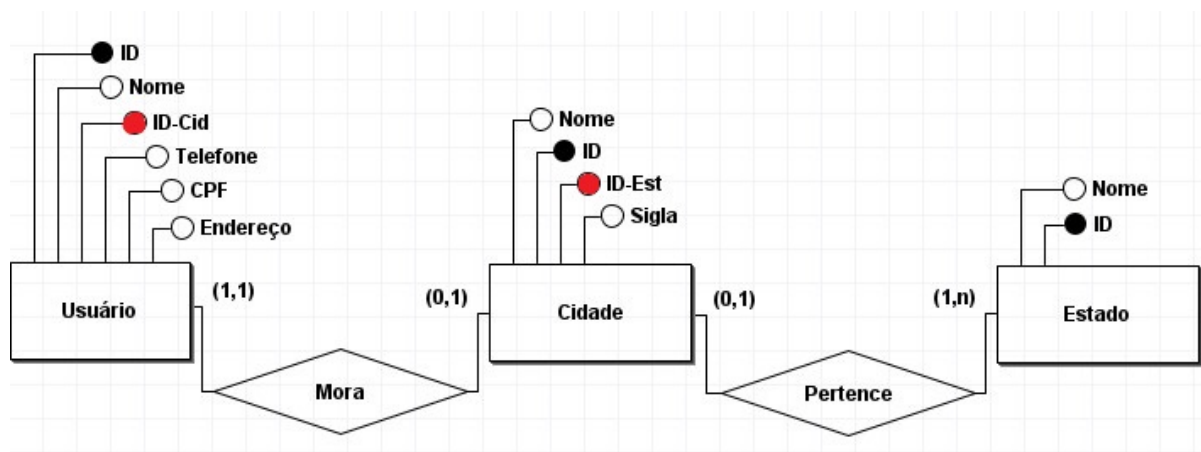 ID
Nome
ID-Cid
Telefone
CPF
Endereço
Usuário
(1,1)
Mora
(0,1)
Nome
ID
ID-Est
Sigla
Cidade
(0,1)
Pertence
(1,n)
Nome
ID
Estado